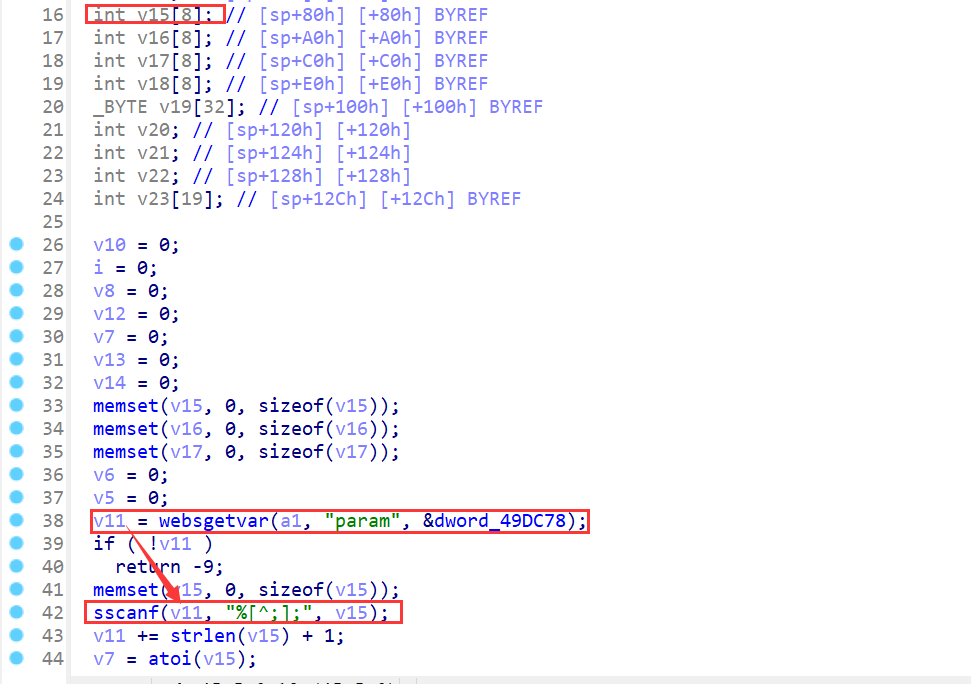 16 int v15[8]; // [sp+80h] [+80h] BYREF
17 int v16[8]; // [sp+A0h] [+A0h] BYREF
18 int v17[8]; // [sp+C0h] [+C0h] BYREF
19 int v18[8]; // [sp+E0h] [+E0h] BYREF
20 _BYTE v19[32]; // [sp+100h] [+100h] BYREF
21 int v20; // [sp+120h] [+120h]
22 int v21; // [sp+124h] [+124h]
23 int v22; // [sp+128h] [+128h]
24 int v23[19]; // [sp+12Ch] [+12Ch] BYREF
25
26 v10 = 0;
27 i = 0;
28 v8 = 0;
29 v12 = 0;
30 v7 = 0;
31 v13 = 0;
32 v14 = 0;
33 memset(v15, 0, sizeof(v15));
34 memset(v16, 0, sizeof(v16));
35 memset(v17, 0, sizeof(v17));
36 v6 = 0;
37 v5 = 0;
38 v11 = websgetvar(a1, "param", &dword_49DC78);
39 if ( !v11 )
40 return -9;
41 memset(v15, 0, sizeof(v15));
42 sscanf(v11, "%[^;];", v15);
43 v11 += strlen(v15) + 1;
44 v7 = atoi(v15);